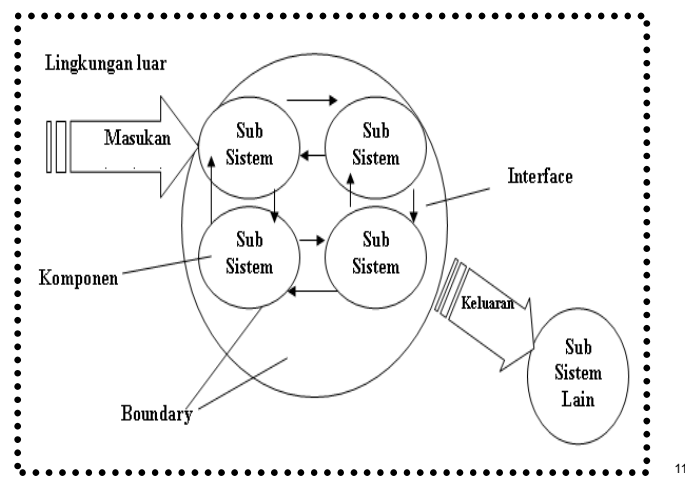 Lingkungan luar
Masukan
Sub
Sistem
Sub
Sistem
Interface
Sub
Sistem
Sub
Sistem
Komponen
Keluaran
Sub
Sistem
Lain
Boundary
11